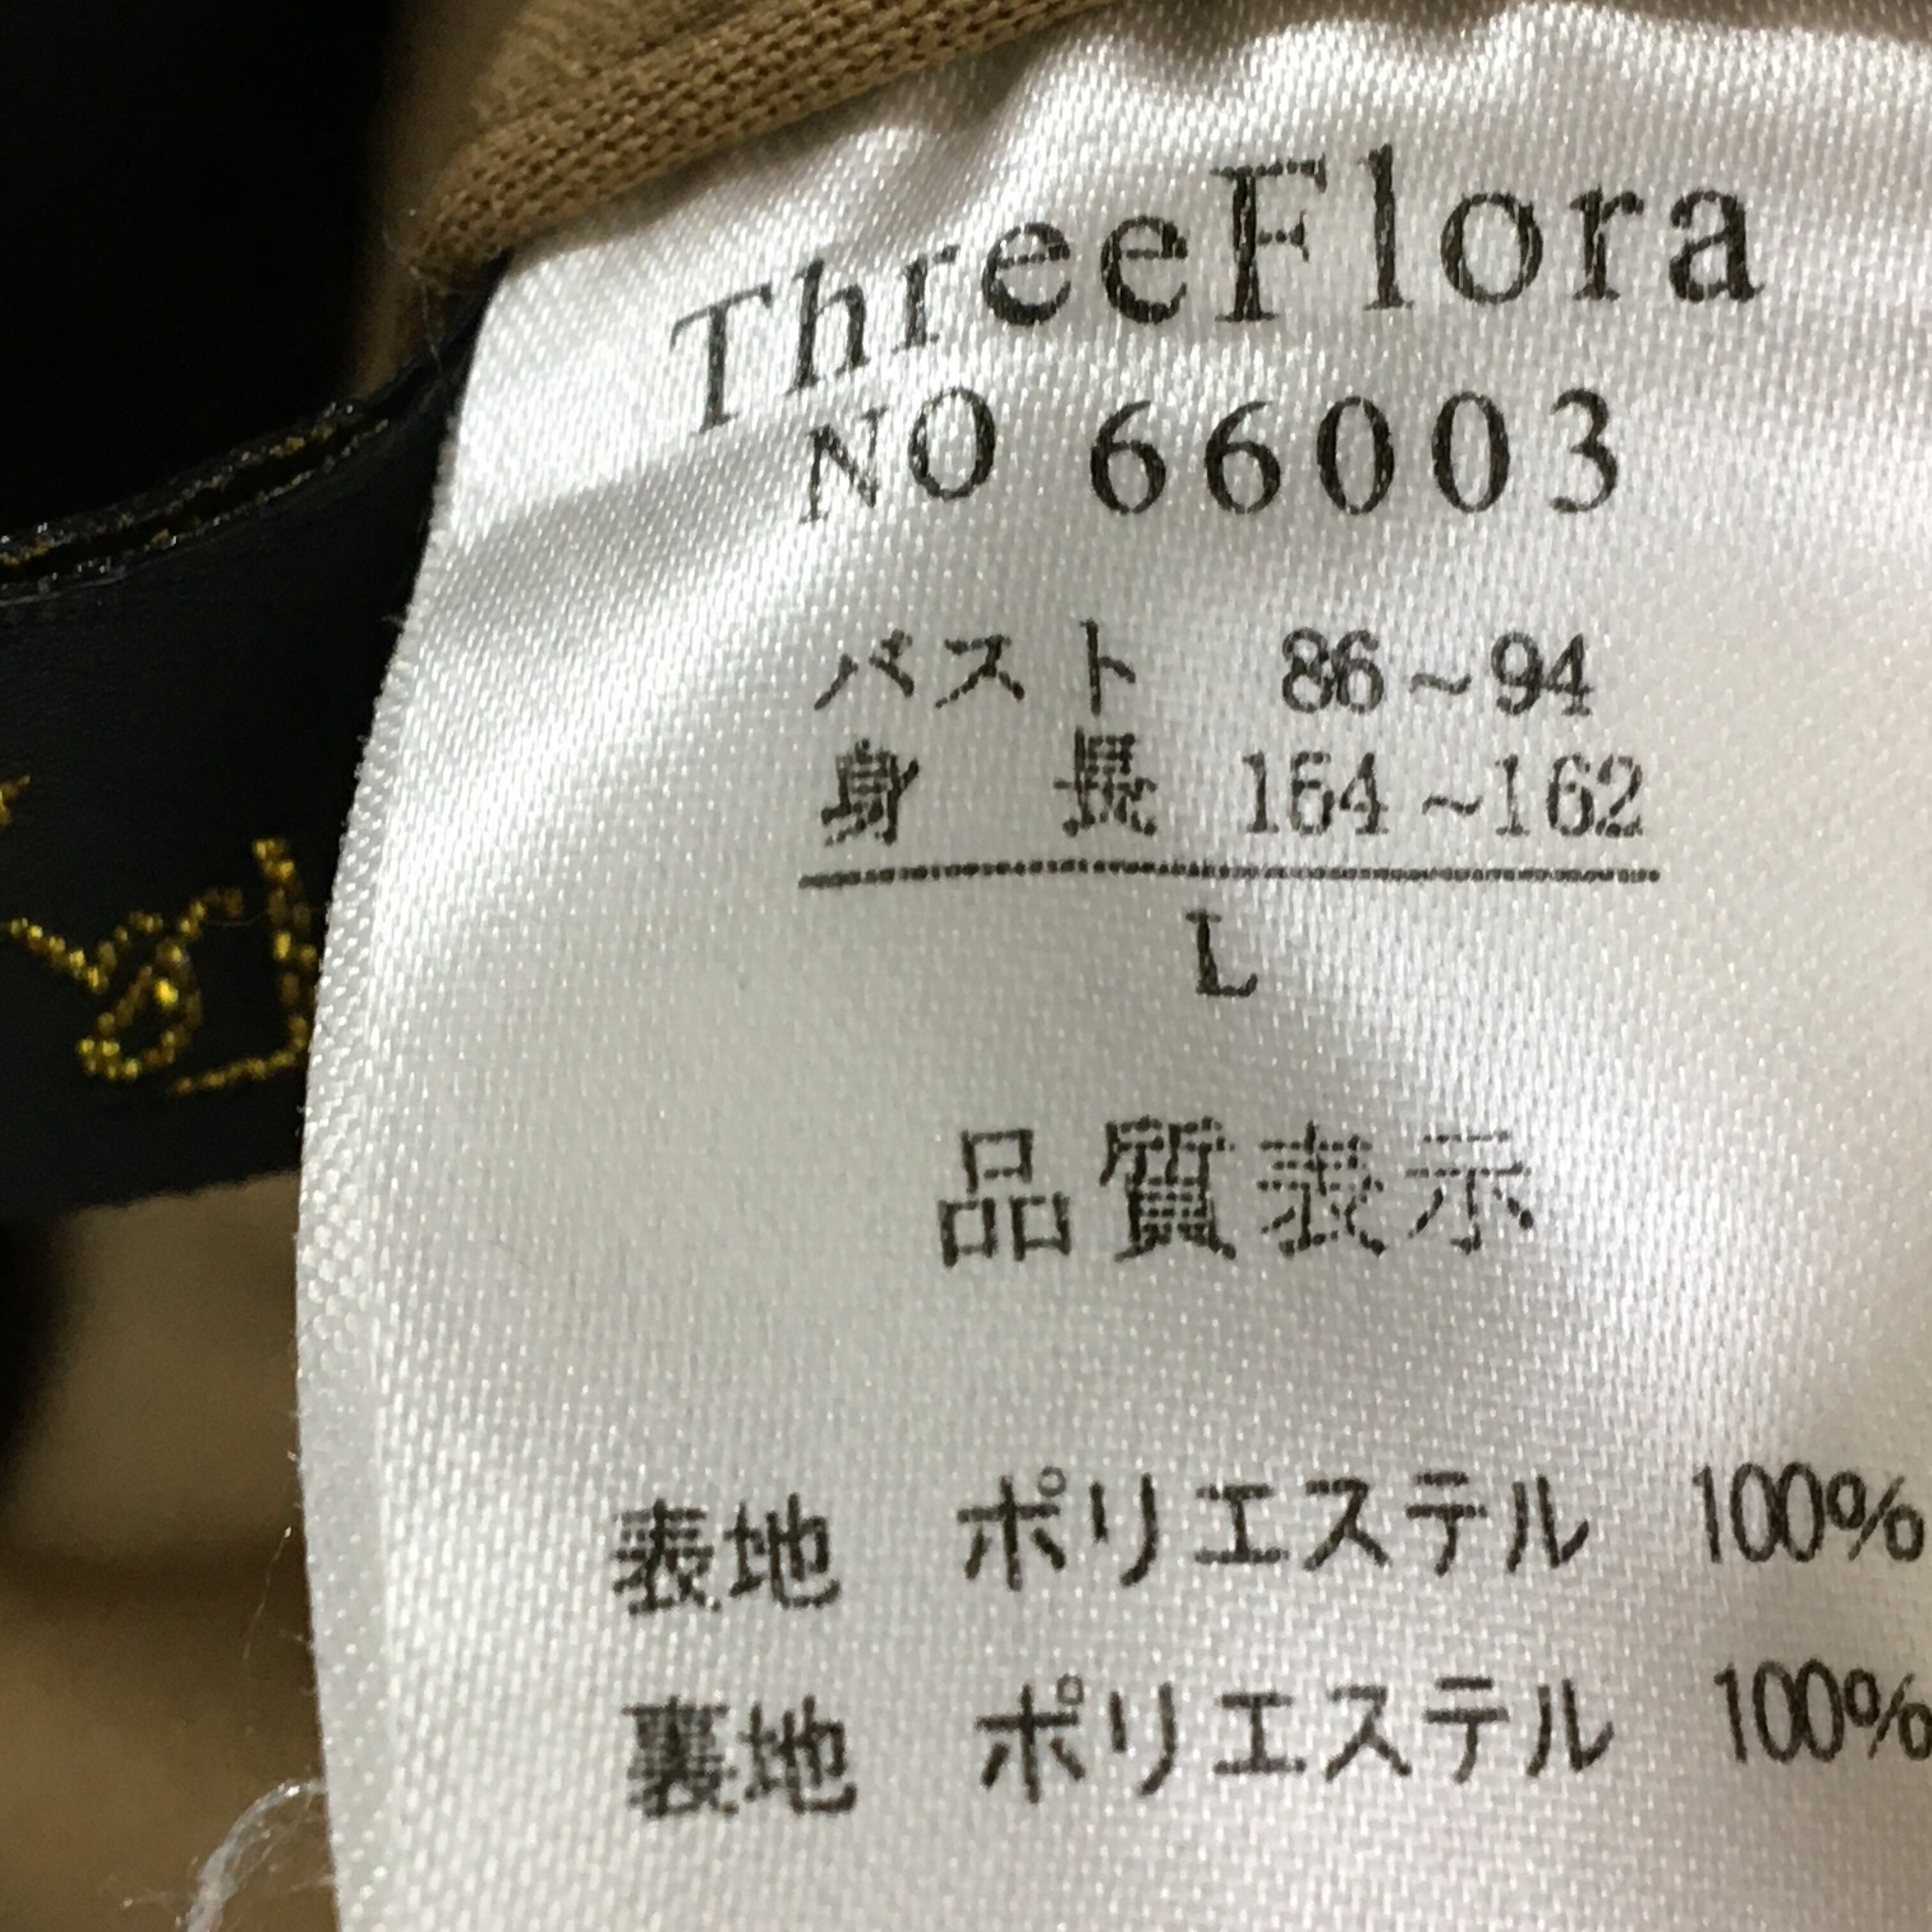 ThreeFlora
NO 66003
バスト 86~94
身 長 154~162
L
品質表示
表地 ポリエステル 100%
裏地 ポリエステル 100%